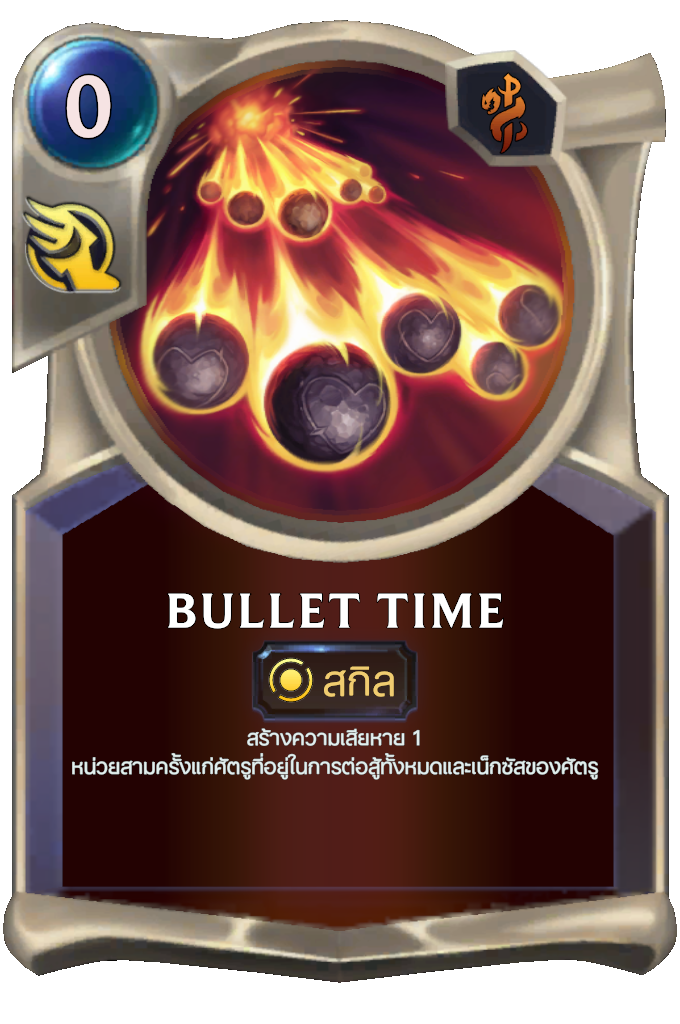 0
BULLET TIME
สกิล
สร้างความเสียหาย 1
หน่วยสามครั้งแก่ศัตรูที่อยู่ในการต่อสู้ทั้งหมดและเน็กซัสของศัตรู